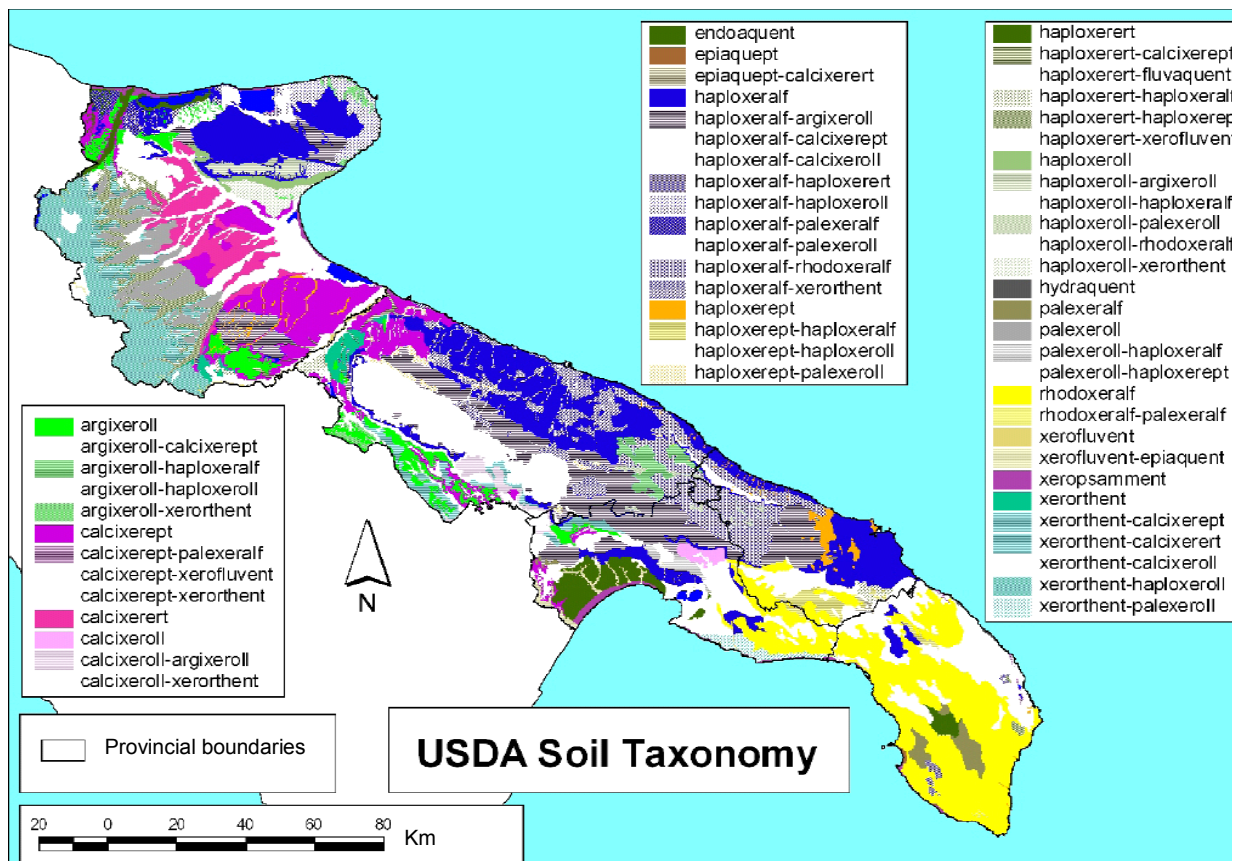 endoaquent
epiaquept
epiaquept-calcixerert
haploxeralf
haploxeralf-argixeroll
haploxeralf-calcixerept
haploxeralf-calcixeroll
haploxeralf-haploxerert
haploxeralf-haploxeroll
haploxeralf-palexeralf
haploxeralf-palexeroll
haploxeralf-rhodoxeralf
haploxeralf-xerorthent
haploxerept
haploxerept-haploxeralf
haploxerept-haploxeroll
haploxerept-palexeroll
haploxerert
haploxerert-calcixerept
haploxerert-fluvaquent
haploxerert-haploxeralf
haploxerert-haploxerep
haploxerert-xerofluvent
haploxeroll
haploxeroll-argixeroll
haploxeroll-haploxeralf
haploxeroll-palexeroll
haploxeroll-rhodoxeralf
haploxeroll-xerorthent
hydraquent
palexeralf
palexeroll
palexeroll-haploxeralf
palexeroll-haploxerept
rhodoxeralf
rhodoxeralf-palexeralf
xerofluvent
xerofluvent-epiaquent
xeropsamment
xerorthent
xerorthent-calcixerept
xerorthent-calcixerert
xerorthent-calcixeroll
xerorthent-haploxeroll
xerorthent-palexeroll
argixeroll
argixeroll-calcixerept
argixeroll-haploxeralf
argixeroll-haploxeroll
argixeroll-xerorthent
calcixerept
calcixerept-palexeralf
calcixerept-xerofluvent
calcixerept-xerorthent
calcixerert
calcixeroll
calcixeroll-argixeroll
calcixeroll-xerorthent
N
Provincial boundaries
USDA Soil Taxonomy
20 0 20 40 60 80 Km